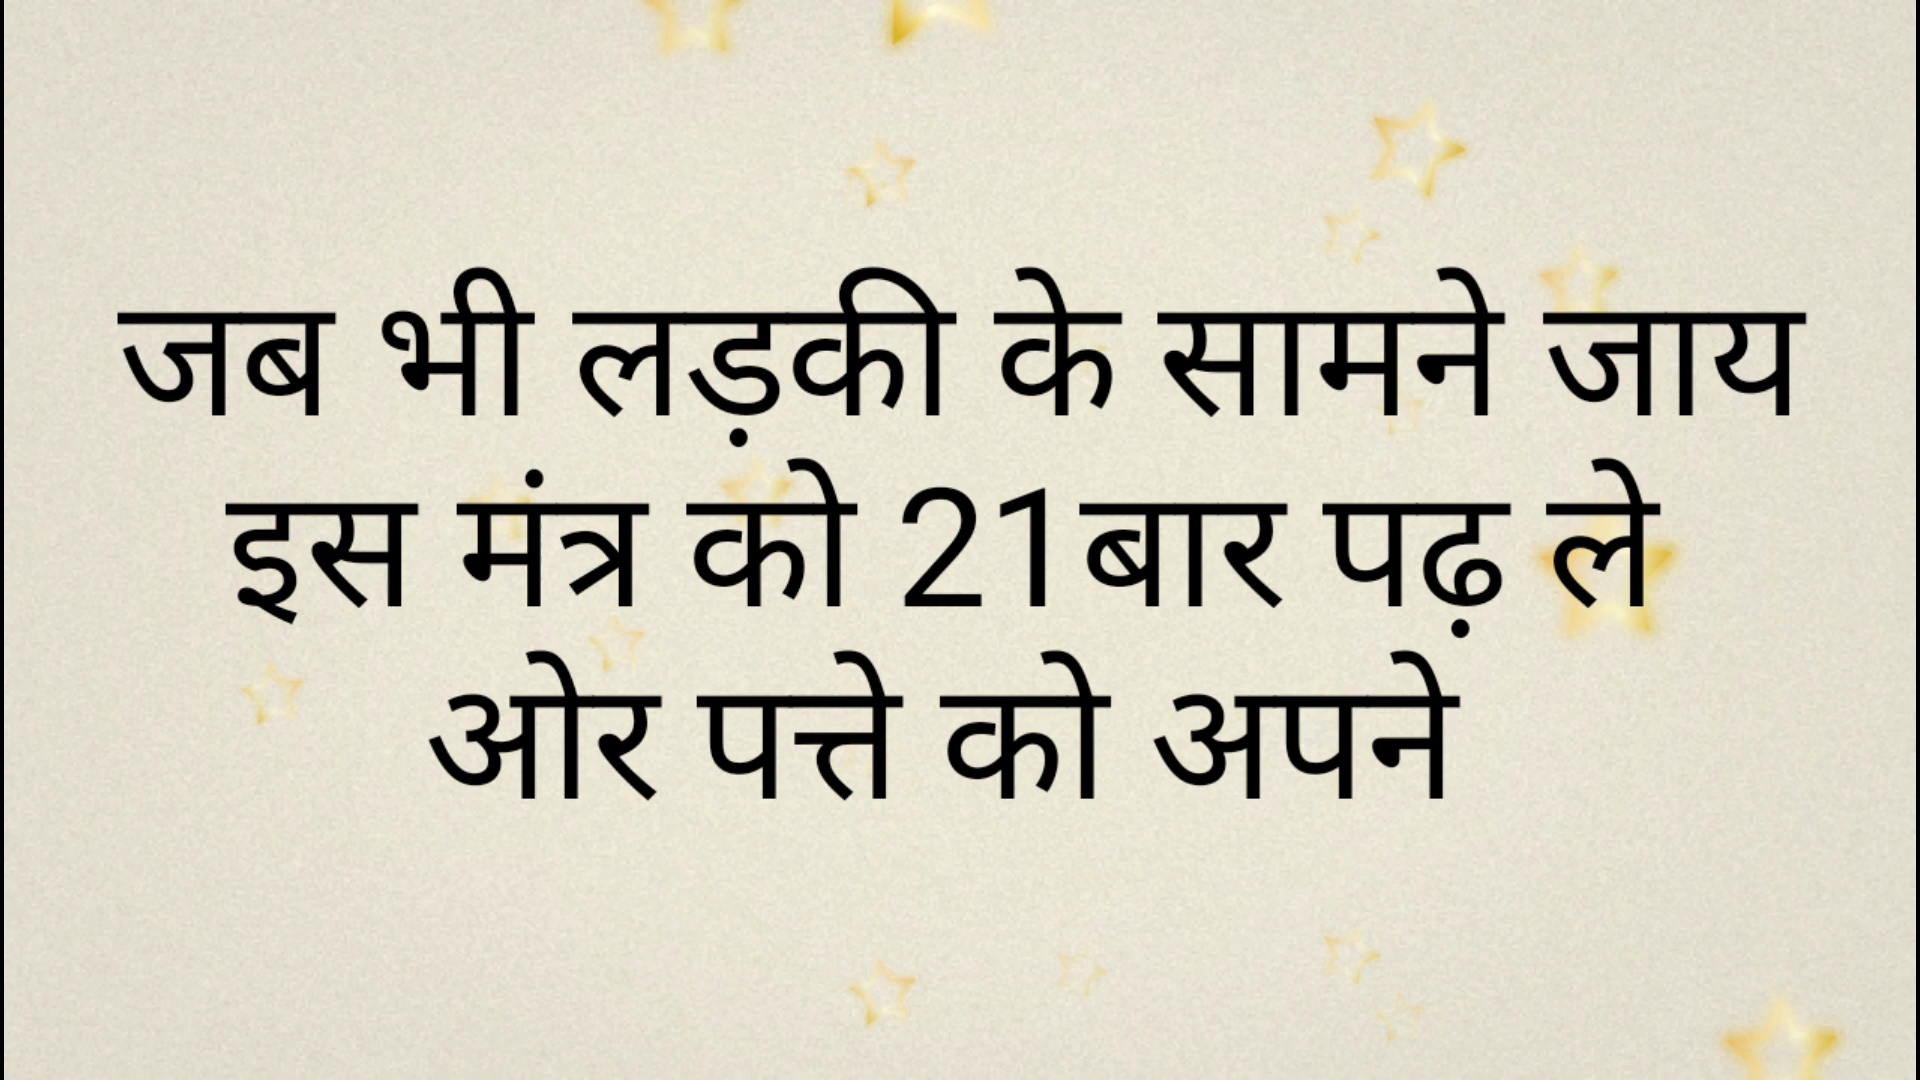 जब भी लड़की के सामने जाय
इस मंत्र को 21बार पढ़ ले
ओर पत्ते को अपने